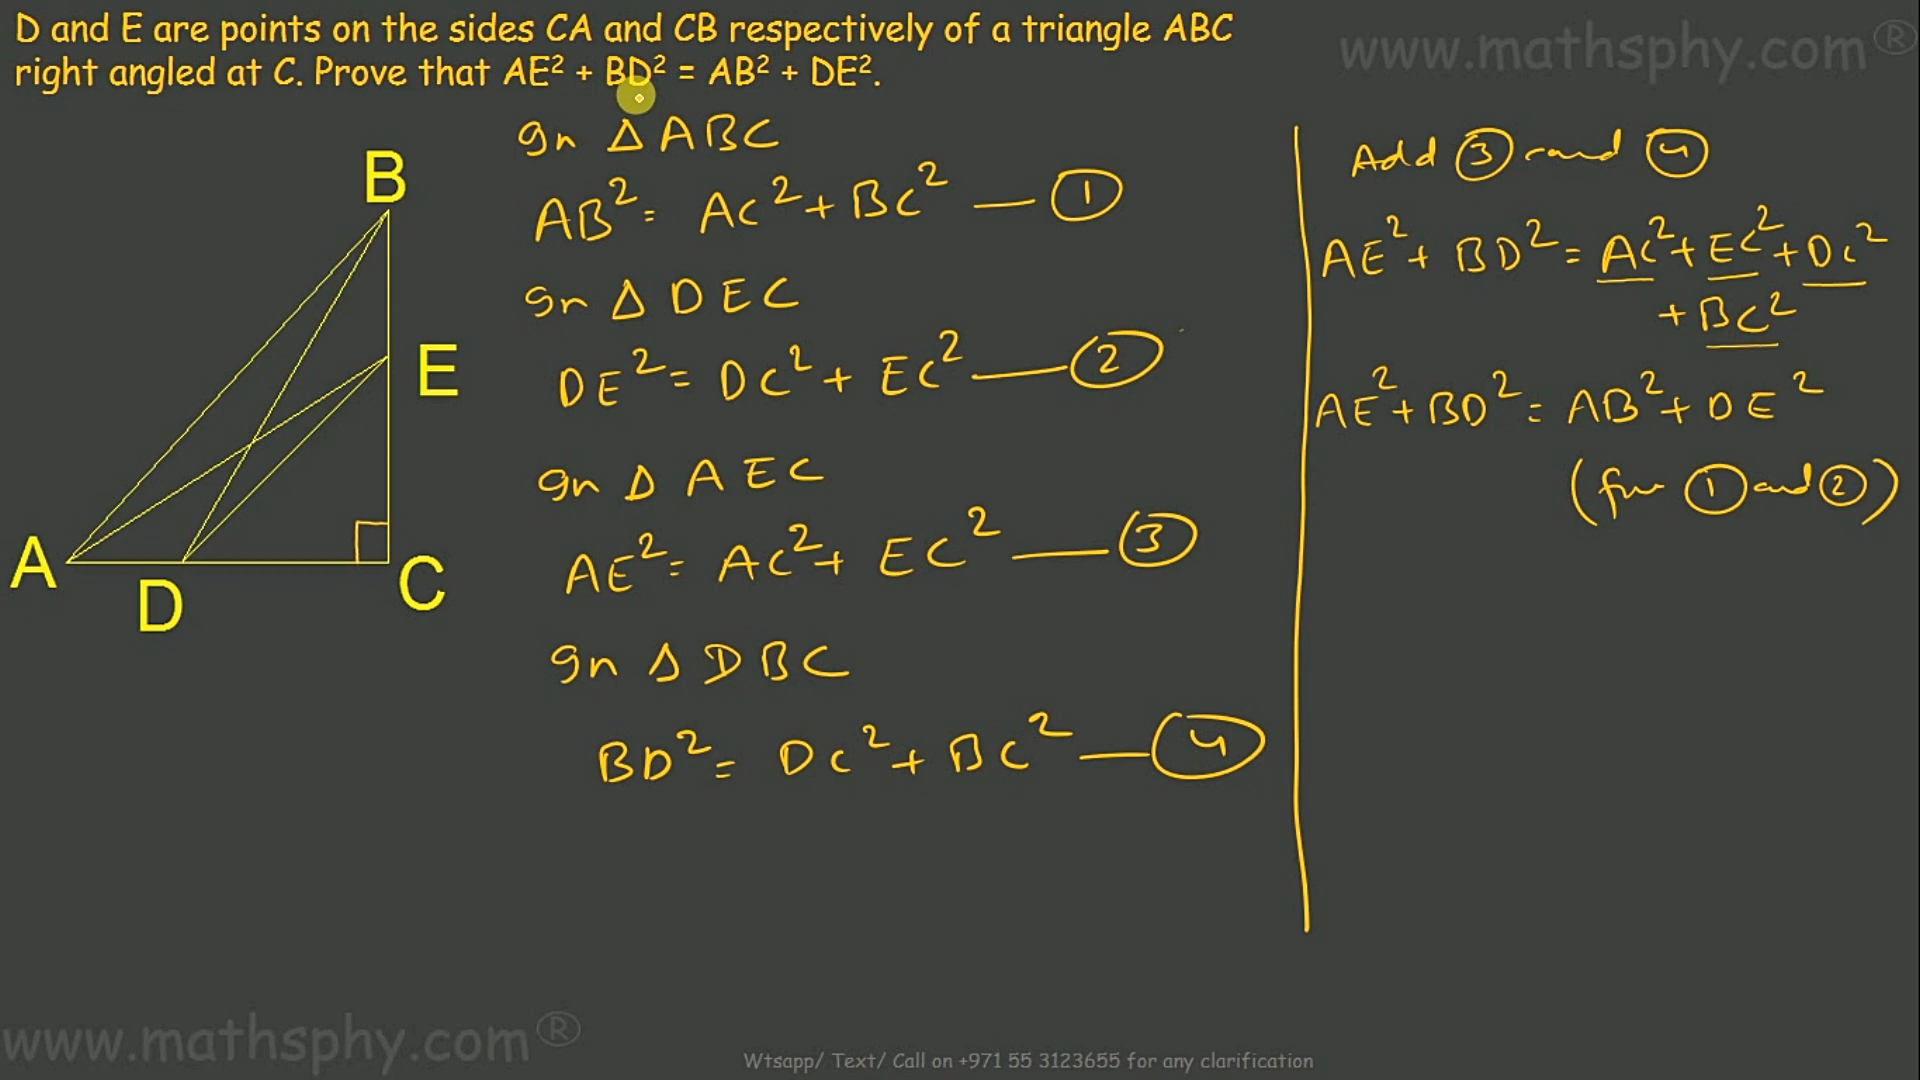 D and E are points on the sides CA and CB respectively of a triangle ABC
right angled at C. Prove that AE² + BD² = AB² + DE².
www.mathsphy.com®
B
E
A
D
C
In Δ ABC
AB² = AC² + BC² — ①
In Δ DEC
DE² = DC² + EC² — ②
In Δ AEC
AE² = AC² + EC² — ③
In Δ DBC
BD² = DC² + BC² — ④
Add ③ and ④
AE² + BD² = AC² + EC² + DC²
+ BC²
AE² + BD² = AB² + DE²
(from ① and ②)
www.mathsphy.com®
Wtsapp/ Text/ Call on +971 55 3123655 for any clarification